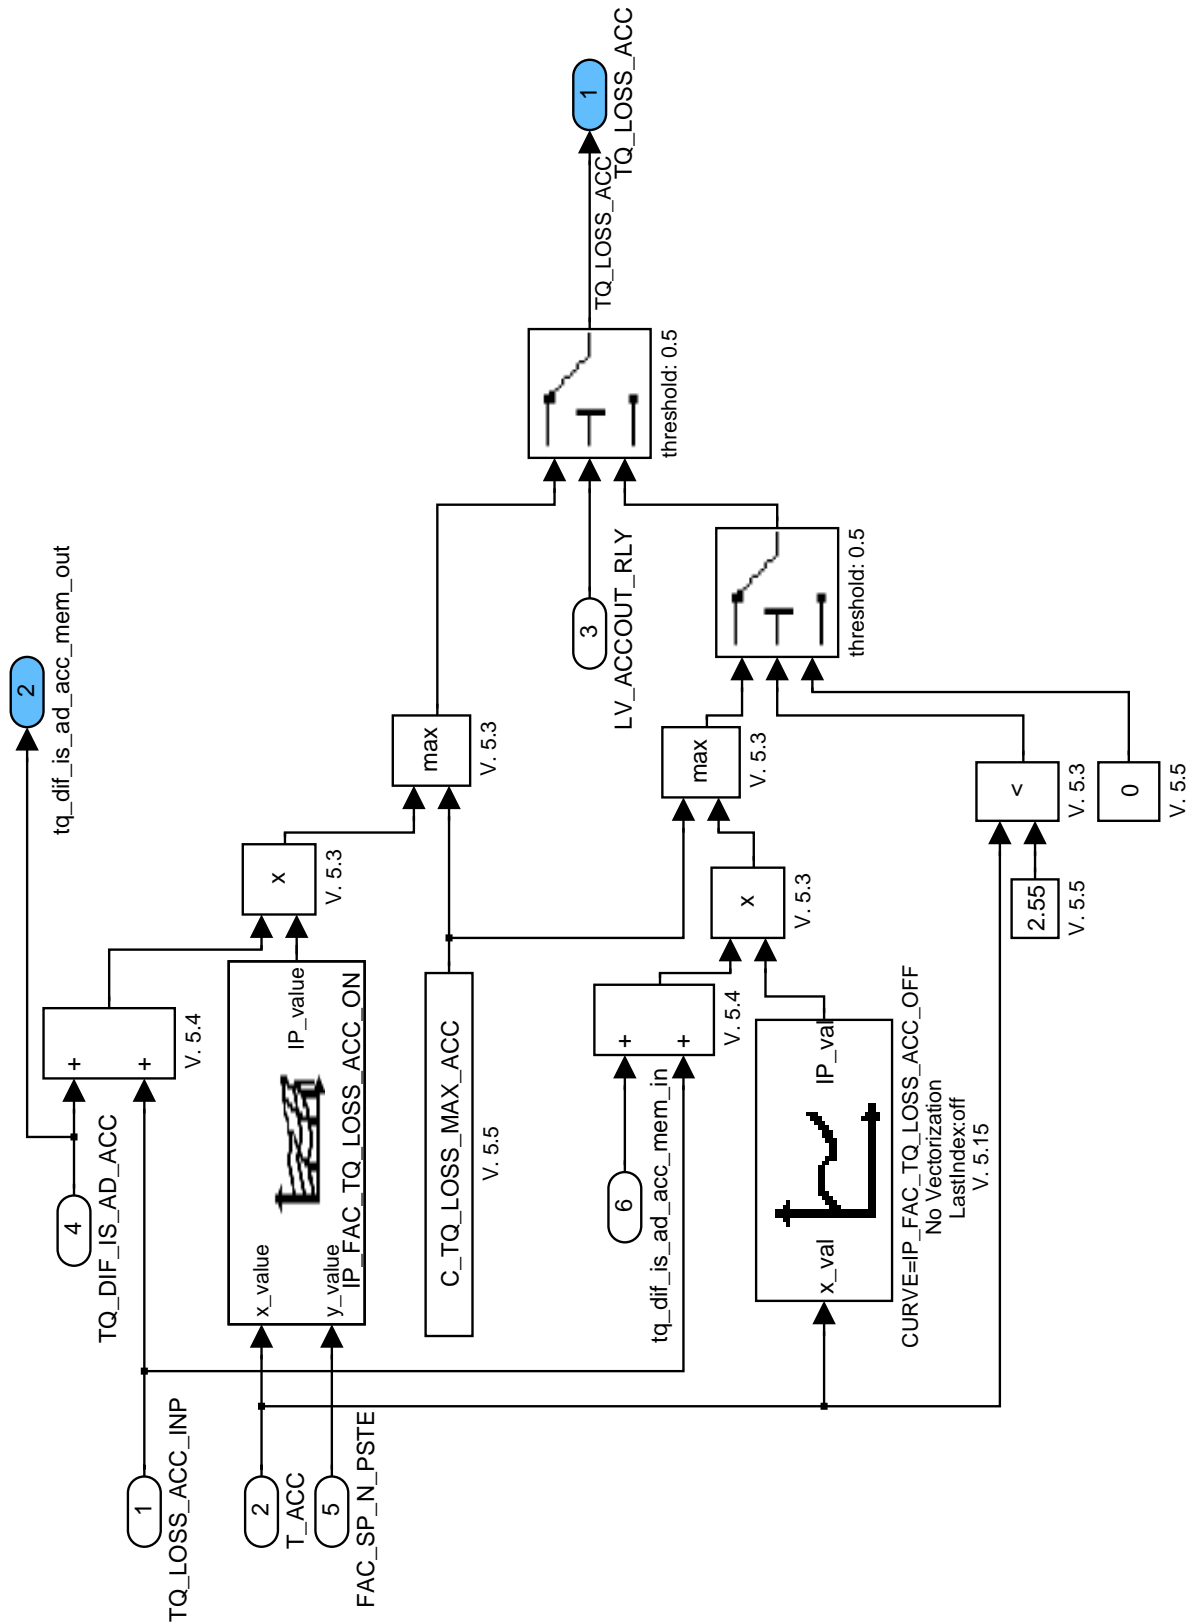 2
tq_dif_is_ad_acc_mem_out
4
TQ_DIF_IS_AD_ACC
+
+
V. 5.4
1
TQ_LOSS_ACC_INP
2
T_ACC
5
FAC_SP_N_PSTE
x_value
y_value
IP_value
IP_FAC_TQ_LOSS_ACC_ON
x
V. 5.3
C_TQ_LOSS_MAX_ACC
V. 5.5
max
V. 5.3
3
LV_ACCOUT_RLY
threshold: 0.5
TQ_LOSS_ACC
1
TQ_LOSS_ACC
6
tq_dif_is_ad_acc_mem_in
+
+
V. 5.4
x_val
IP_val
CURVE=IP_FAC_TQ_LOSS_ACC_OFF
No Vectorization
LastIndex:off
V. 5.15
x
V. 5.3
max
V. 5.3
threshold: 0.5
2.55
V. 5.5
<
V. 5.3
0
V. 5.5